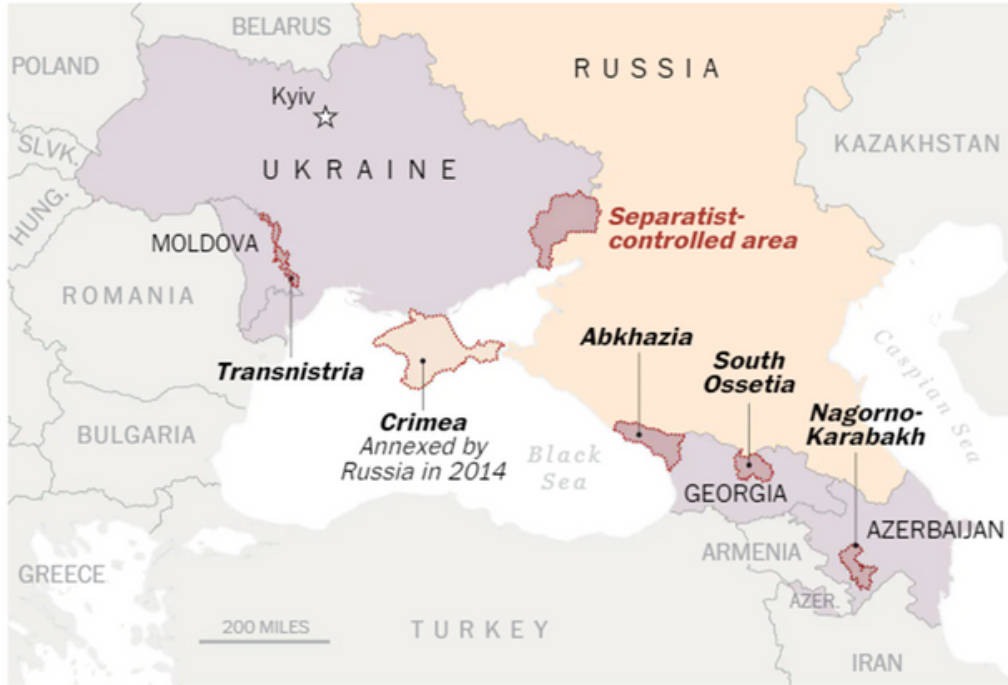 BELARUS
POLAND
RUSSIA
Kyiv
KAZAKHSTAN
SLVK.
UKRAINE
HUNG.
Separatist-
controlled area
MOLDOVA
ROMANIA
Abkhazia
Transnistria
South
Ossetia
Caspian Sea
Crimea
Annexed by
Russia in 2014
Nagorno-
Karabakh
BULGARIA
Black
Sea
GEORGIA
AZERBAIJAN
ARMENIA
GREECE
AZER.
200 MILES
TURKEY
IRAN